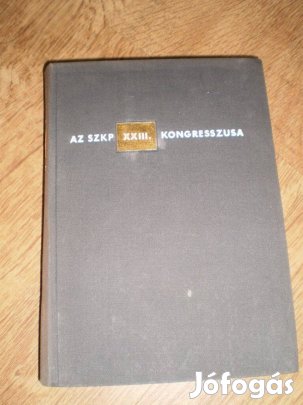 AZ SZKP XXIII. KONGRESSZUSA
Jófogás